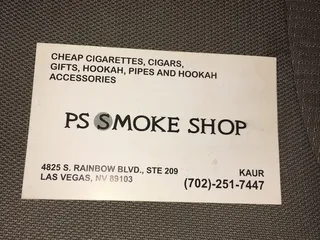 CHEAP CIGARETTES, CIGARS,
GIFTS, HOOKAH, PIPES AND HOOKAH
ACCESSORIES
PS SMOKE SHOP
4825 S. RAINBOW BLVD., STE 209
LAS VEGAS, NV 89103
KAUR
(702)-251-7447